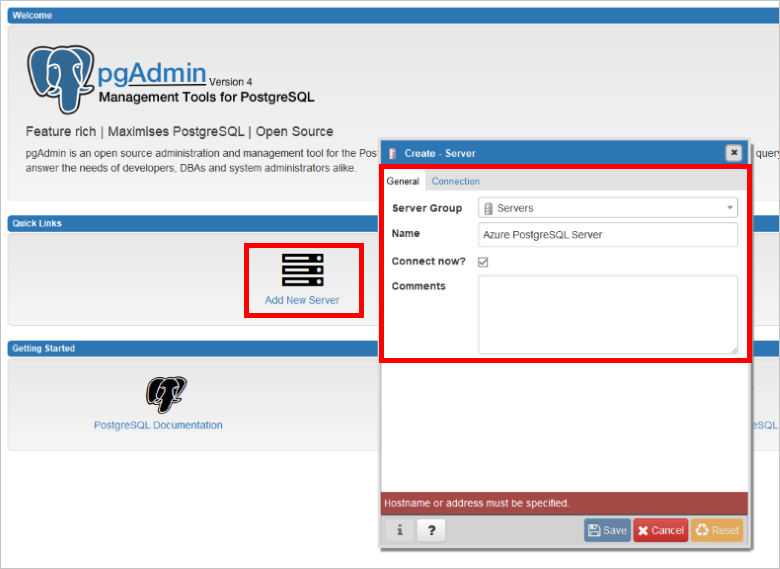 Welcome
pgAdmin Version 4
Management Tools for PostgreSQL
Feature rich | Maximises PostgreSQL | Open Source
pgAdmin is an open source administration and management tool for the Pos
query
answer the needs of developers, DBAs and system administrators alike.
Quick Links
Add New Server
Getting Started
PostgreSQL Documentation
eSQL
Create - Server
General Connection
Server Group Servers
Name Azure PostgreSQL Server
Connect now?
Comments
Hostname or address must be specified.
i ? Save Cancel Reset